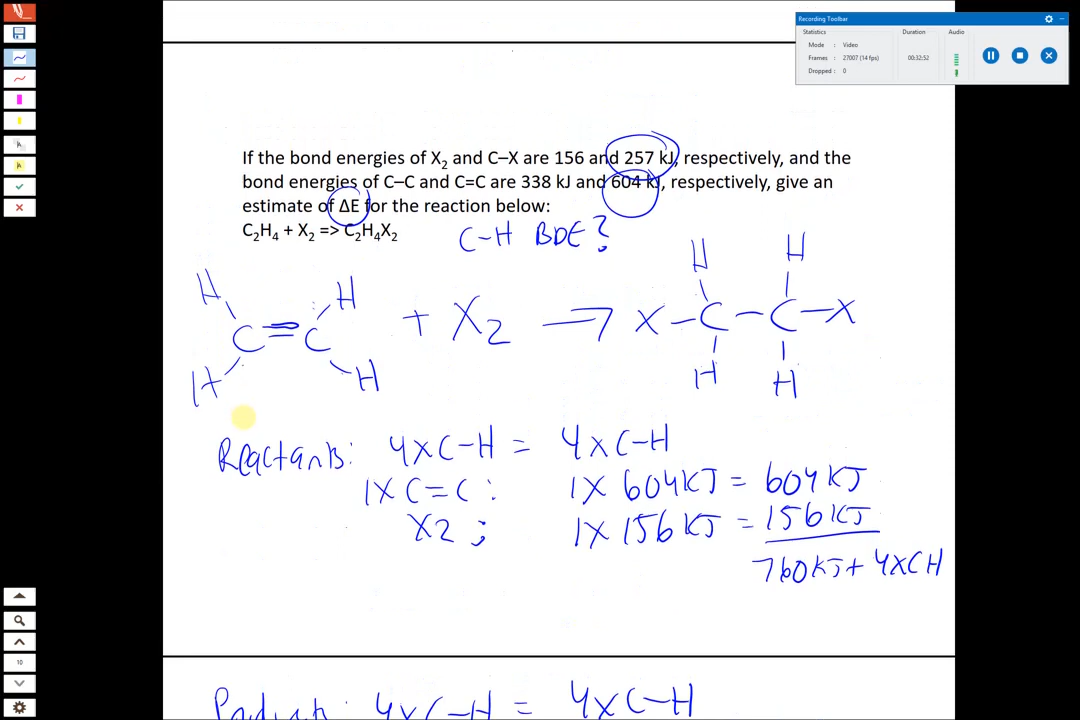 Recording Toolbar
Statistics
Duration
Audio
Mode : Video
Frames : 27007 (14 fps)
00:32:52
Dropped : 0
If the bond energies of X2 and C–X are 156 and 257 kJ, respectively, and the
bond energies of C–C and C=C are 338 kJ and 604 kJ, respectively, give an
estimate of ΔE for the reaction below:
C2H4 + X2 => C2H4X2
C-H BDE?
H H H H
C=C + X2 → X-C-C-X
H H H H
Reactants: 4xC-H = 4xC-H
1x C=C : 1x 604KJ = 604KJ
X2 ; 1x 156KJ = 156KJ
760KJ + 4xCH
10
4xC-H = 4xC-H